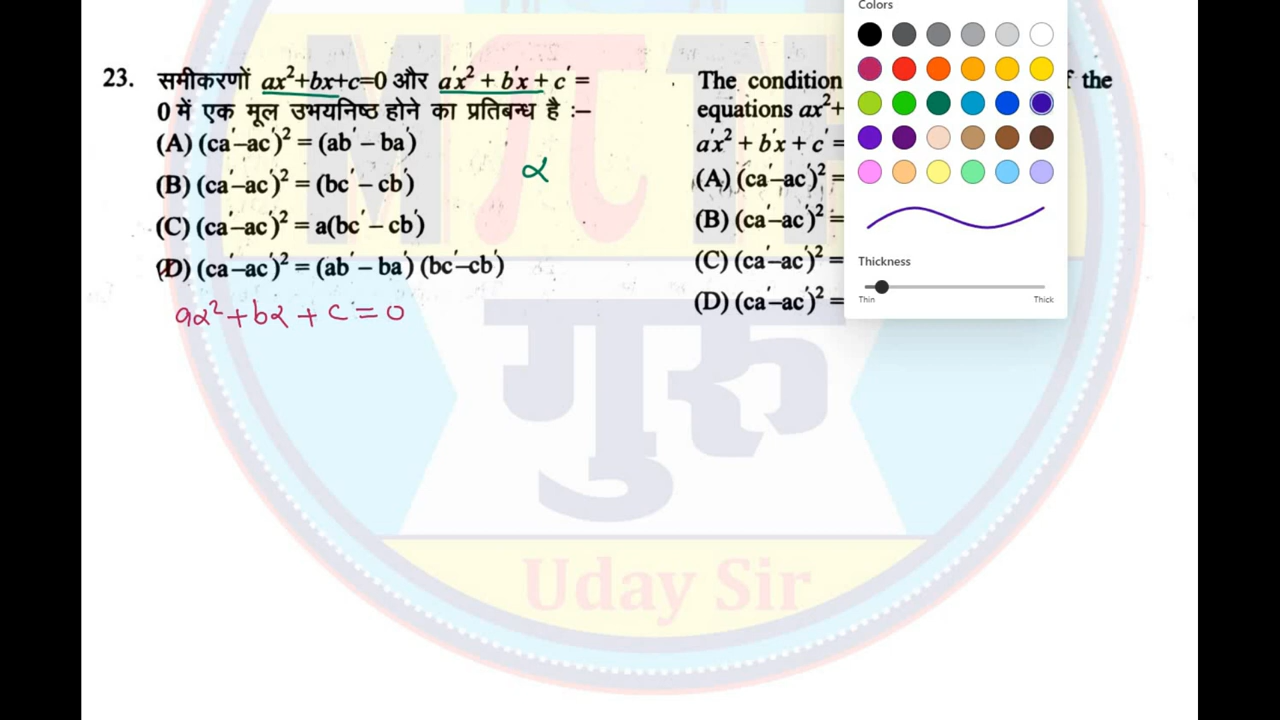 Colors
23. समीकरणों ax²+bx+c=0 और a′x² + b′x + c′ =
0 में एक मूल उभयनिष्ठ होने का प्रतिबन्ध है :–
(A) (ca′–ac′)² = (ab′ – ba′)
(B) (ca′–ac′)² = (bc′ – cb′)
(C) (ca′–ac′)² = a(bc′ – cb′)
(D) (ca′–ac′)² = (ab′ – ba′) (bc′–cb′)
α
aα² + bα + c = 0
The condition
f the
equations ax²+
a′x² + b′x + c′ =
(A) (ca′–ac′)² =
(B) (ca′–ac′)² =
(C) (ca′–ac′)² =
(D) (ca′–ac′)² =
Thickness
Thin Thick
गुरु
Uday Sir